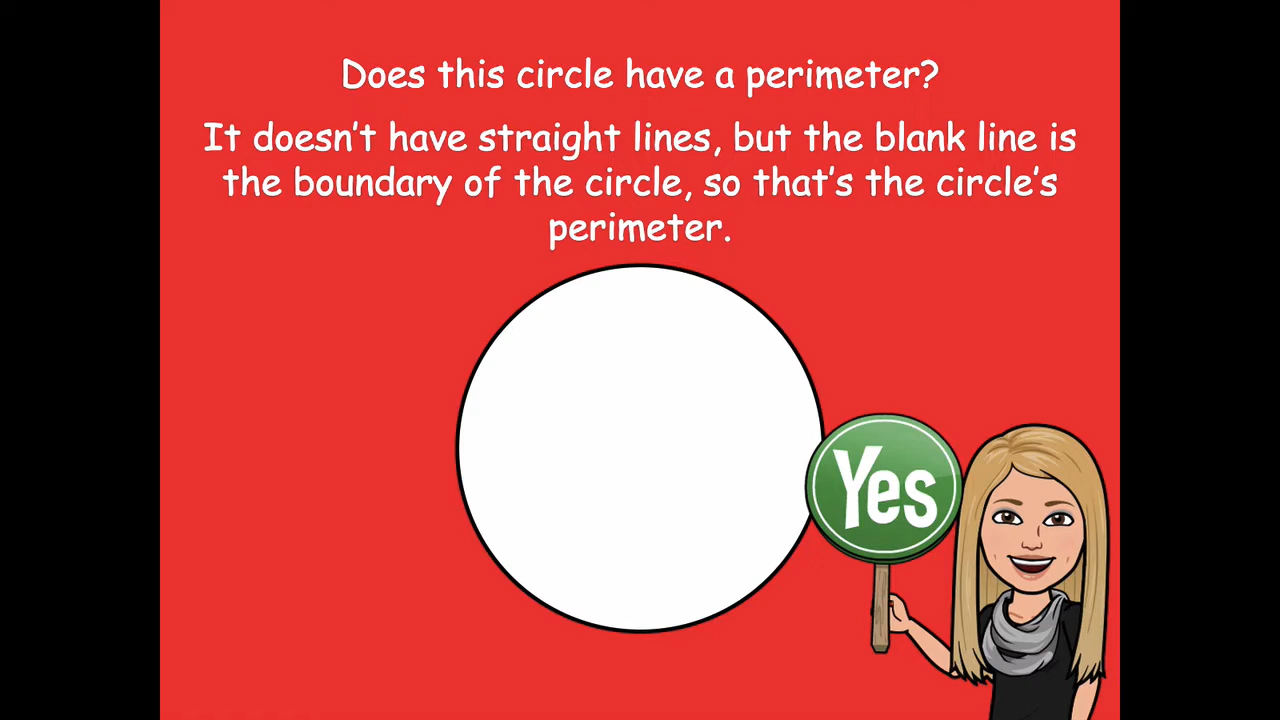 Does this circle have a perimeter?
It doesn't have straight lines, but the blank line is
the boundary of the circle, so that's the circle's
perimeter.
Yes